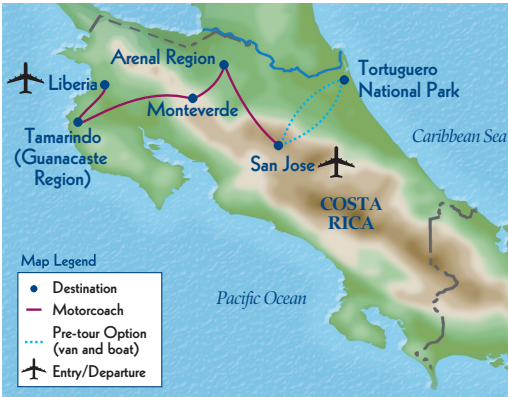 Arenal Region
Liberia
Tortuguero
National Park
Monteverde
Tamarindo
(Guanacaste
Region)
Caribbean Sea
San Jose
COSTA
RICA
Map Legend
Destination
Motorcoach
Pre-tour Option
(van and boat)
Entry/Departure
Pacific Ocean